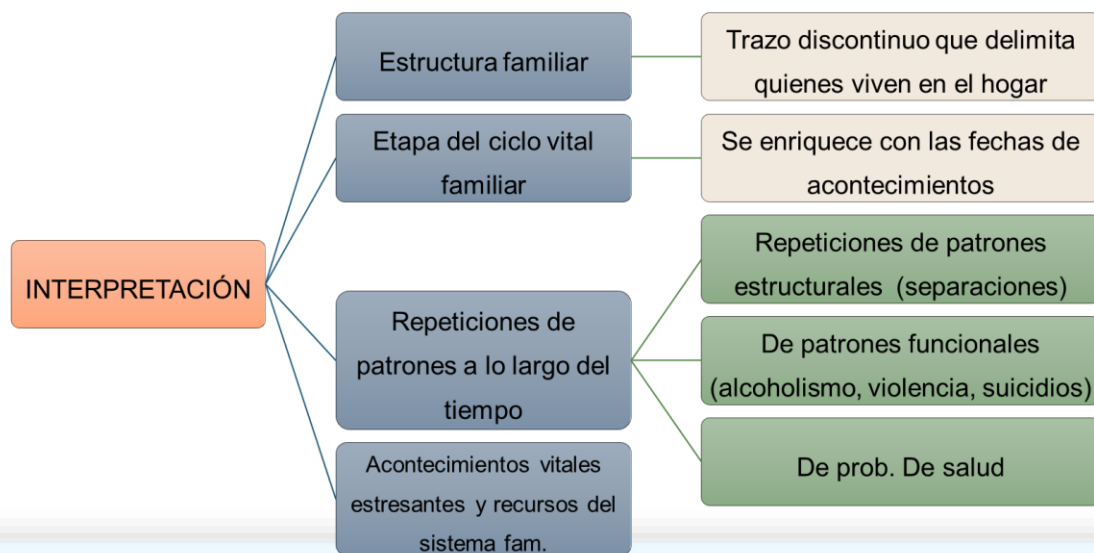 INTERPRETACIÓN
Estructura familiar
Trazo discontinuo que delimita
quienes viven en el hogar
Etapa del ciclo vital
familiar
Se enriquece con las fechas de
acontecimientos
Repeticiones de
patrones a lo largo del
tiempo
Repeticiones de patrones
estructurales (separaciones)
De patrones funcionales
(alcoholismo, violencia, suicidios)
De prob. De salud
Acontecimientos vitales
estresantes y recursos del
sistema fam.